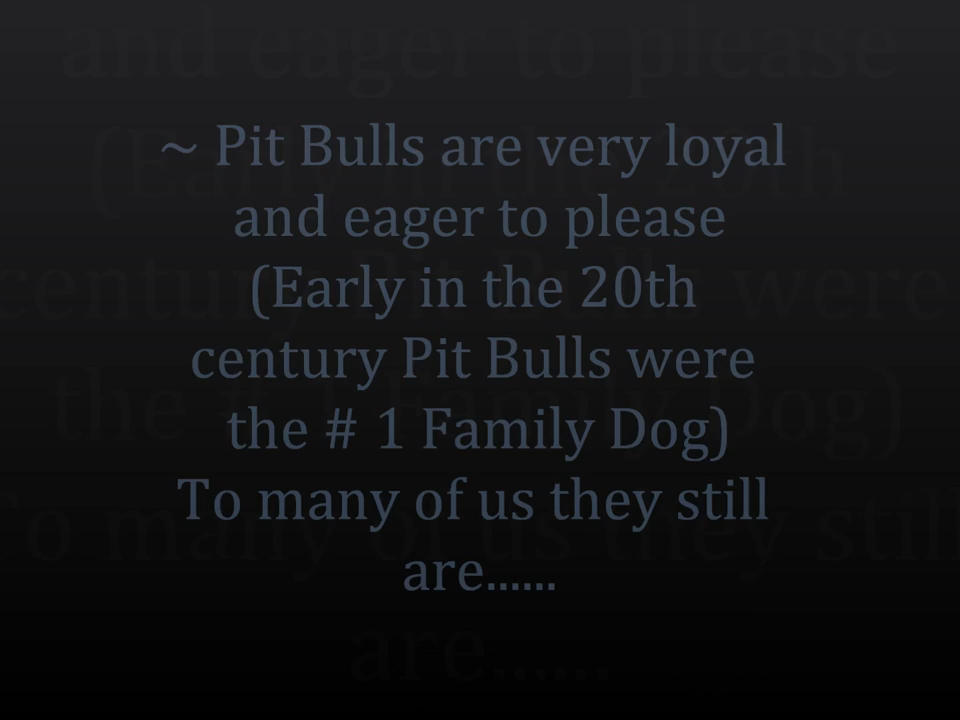 ~ Pit Bulls are very loyal
and eager to please
(Early in the 20th
century Pit Bulls were
the # 1 Family Dog)
To many of us they still
are......